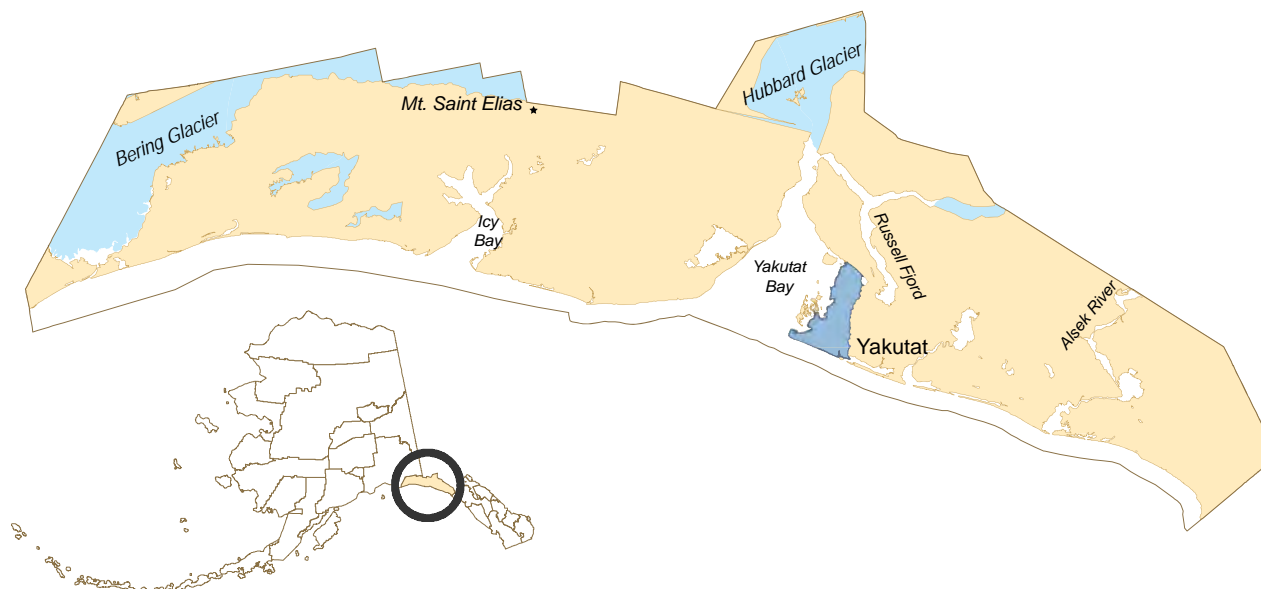 Hubbard Glacier
Mt. Saint Elias
Bering Glacier
Icy
Bay
Russell Fjord
Yakutat
Bay
Alsek River
Yakutat